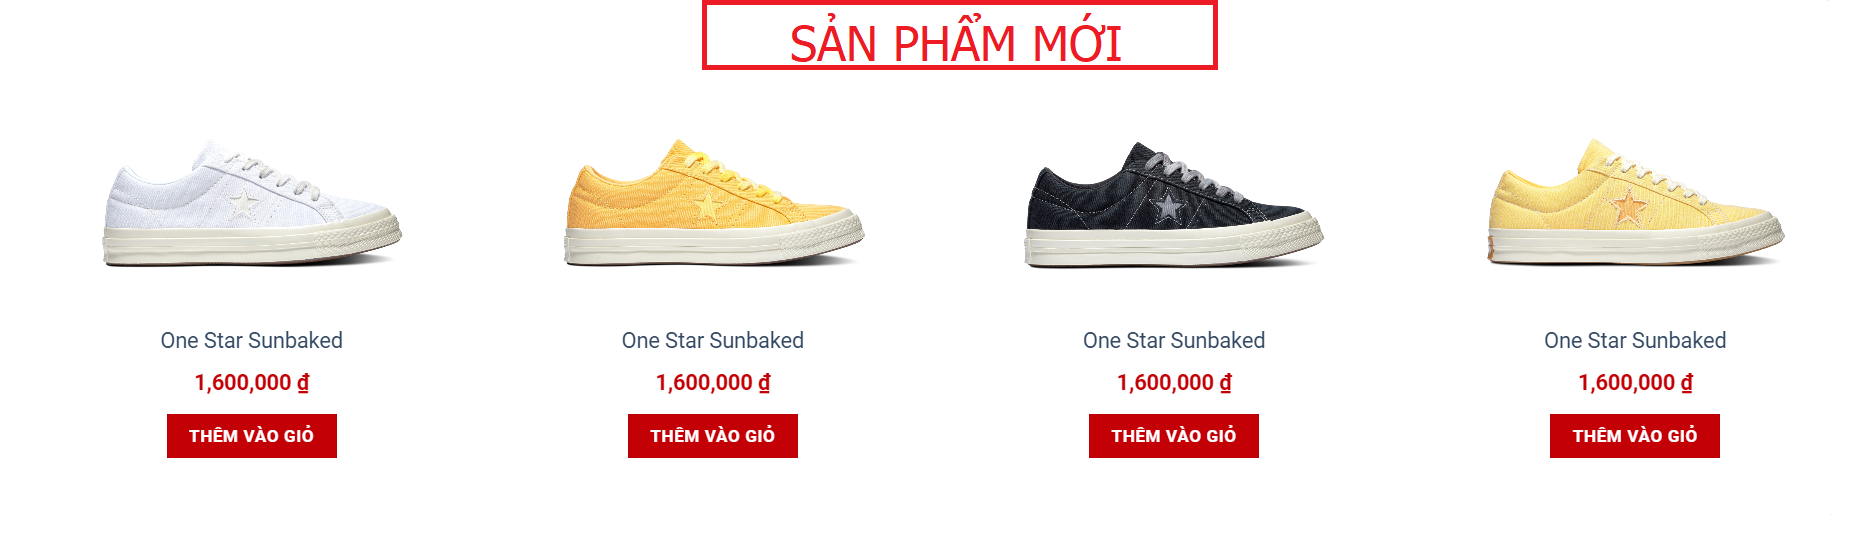 SẢN PHẨM MỚI
One Star Sunbaked
1,600,000 ₫
THÊM VÀO GIỎ
One Star Sunbaked
1,600,000 ₫
THÊM VÀO GIỎ
One Star Sunbaked
1,600,000 ₫
THÊM VÀO GIỎ
One Star Sunbaked
1,600,000 ₫
THÊM VÀO GIỎ